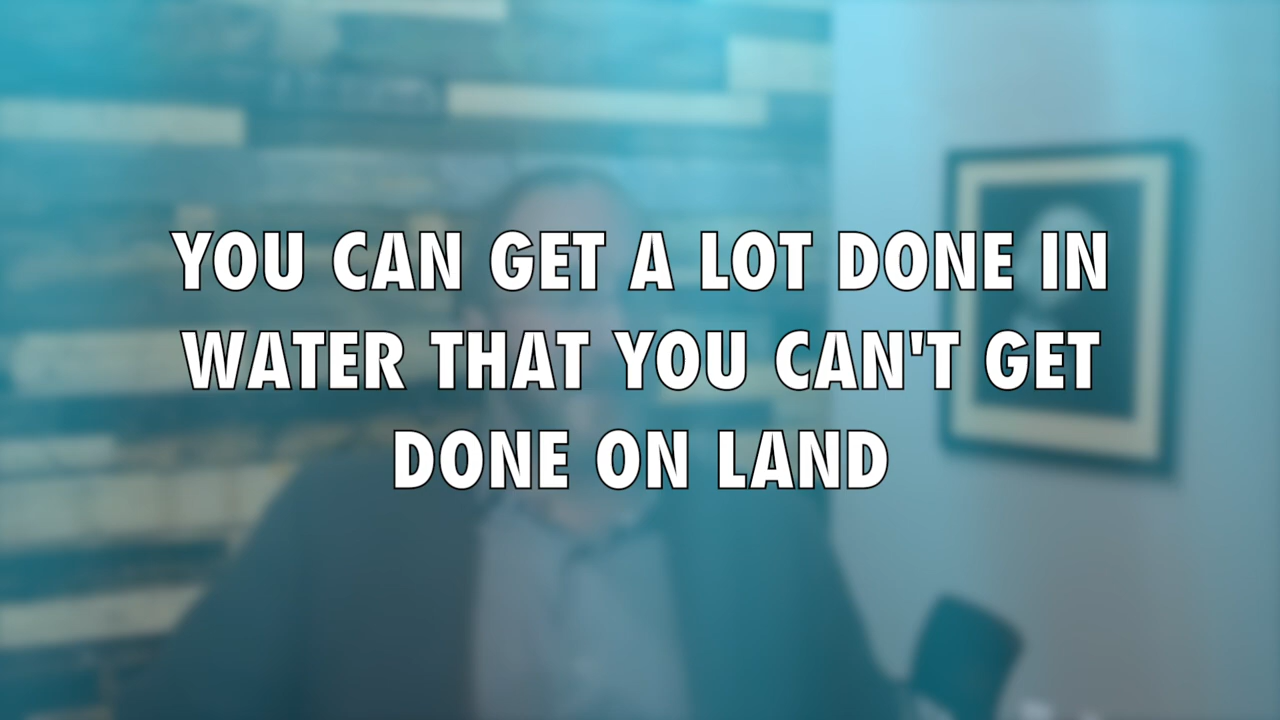 YOU CAN GET A LOT DONE IN
WATER THAT YOU CAN'T GET
DONE ON LAND